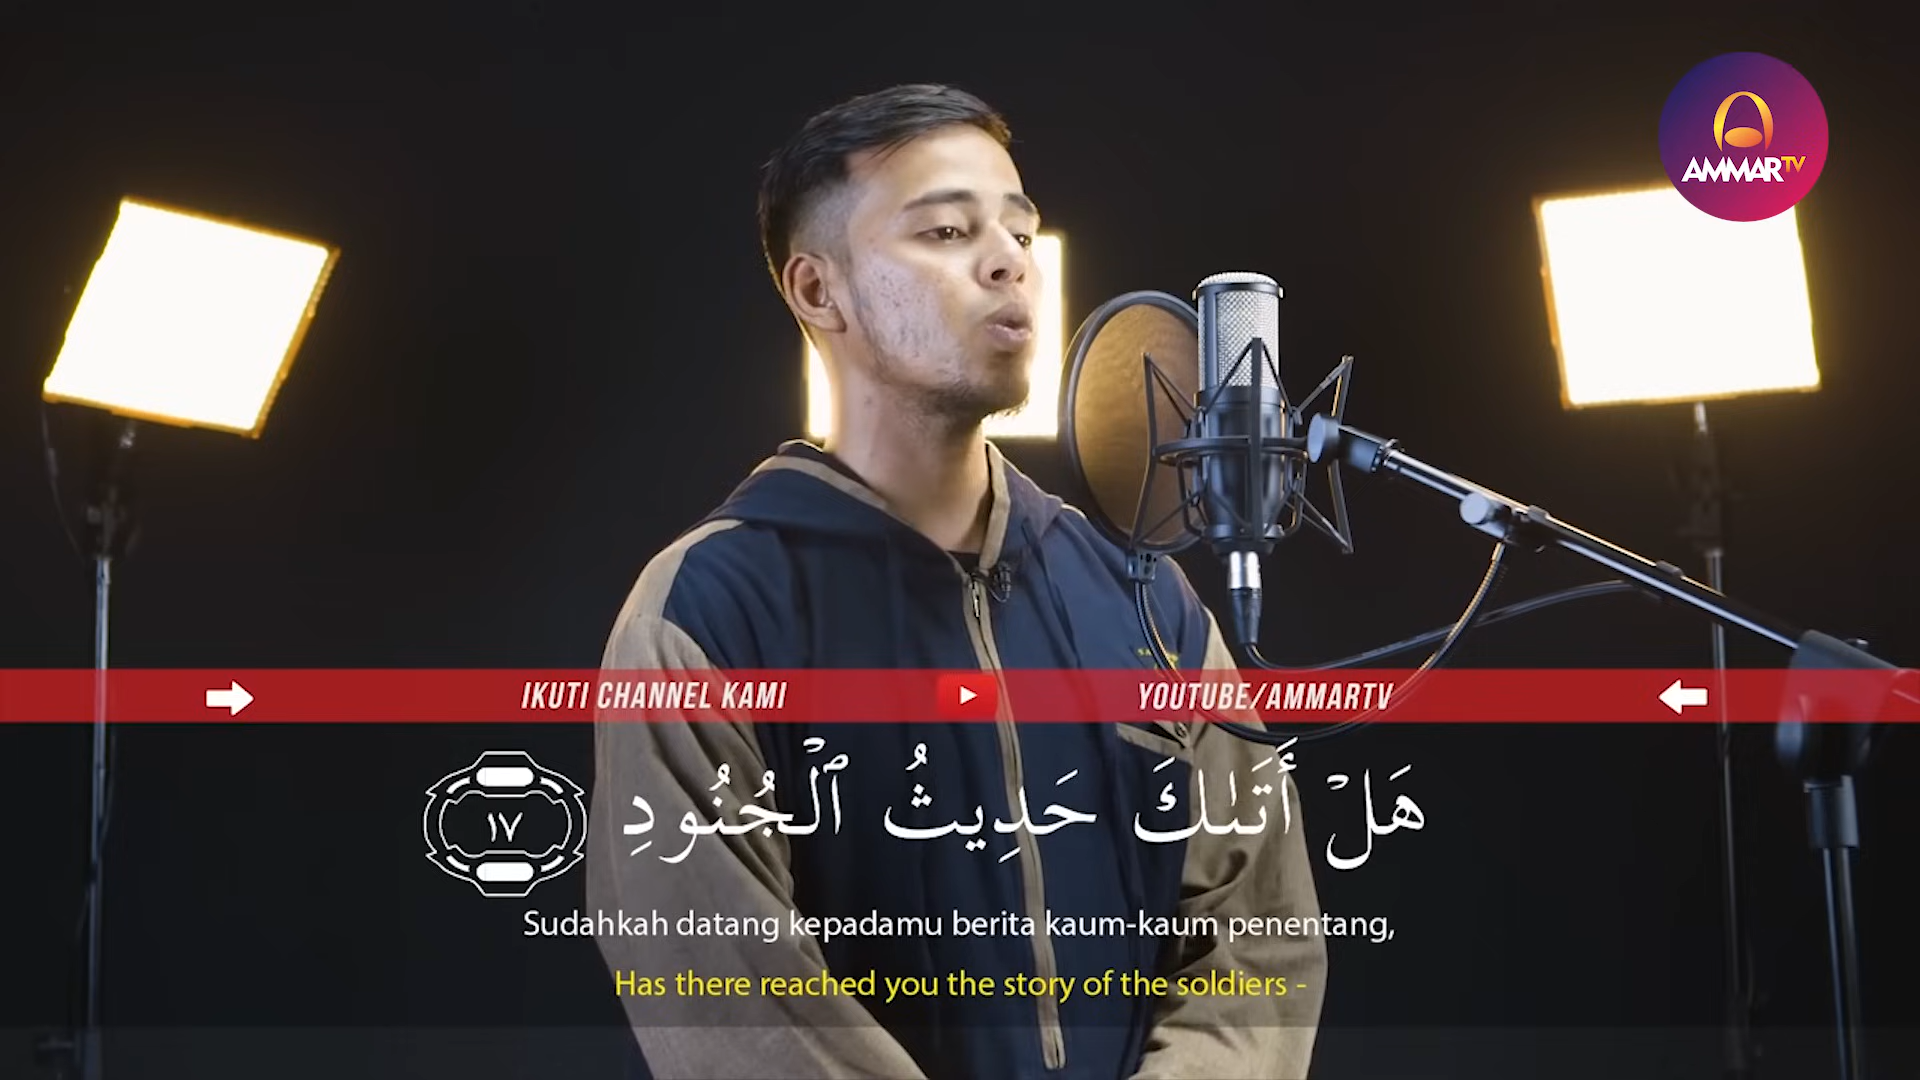 AMMARTV
IKUTI CHANNEL KAMI
YOUTUBE/AMMARTV
هَلْ أَتَىٰكَ حَدِيثُ ٱلْجُنُودِ ١٧
Sudahkah datang kepadamu berita kaum-kaum penentang,
Has there reached you the story of the soldiers -